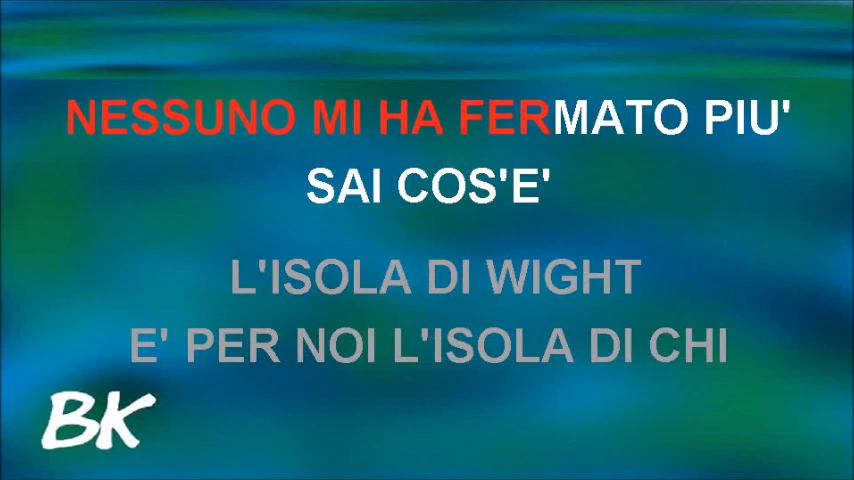 NESSUNO MI HA FERMATO PIU'
SAI COS'E'
L'ISOLA DI WIGHT
E' PER NOI L'ISOLA DI CHI
BK